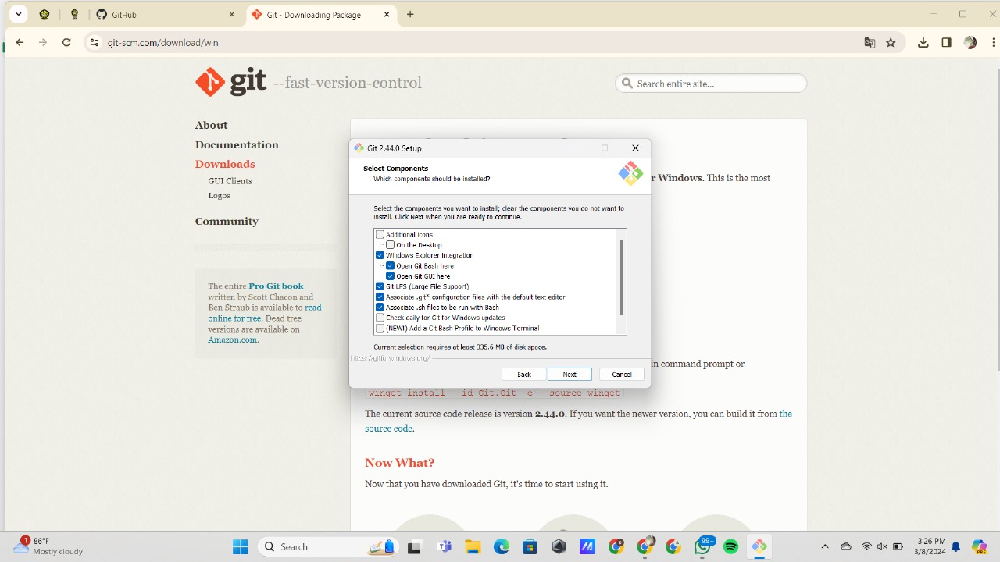 GitHub
Git - Downloading Package
git-scm.com/download/win
git --fast-version-control
Search entire site...
About
Documentation
Downloads
GUI Clients
Logos
Community
The entire Pro Git book
written by Scott Chacon and
Ben Straub is available to read
online for free. Dead tree
versions are available on
Amazon.com.
Git 2.44.0 Setup
Select Components
Which components should be installed?
r Windows. This is the most
Select the components you want to install; clear the components you do not want to
install. Click Next when you are ready to continue.
Additional icons
On the Desktop
Windows Explorer integration
Open Git Bash here
Open Git GUI here
Git LFS (Large File Support)
Associate .git* configuration files with the default text editor
Associate .sh files to be run with Bash
Check daily for Git for Windows updates
(NEW!) Add a Git Bash Profile to Windows Terminal
Current selection requires at least 335.6 MB of disk space.
https://gitforwindows.org/
in command prompt or
Back
Next
Cancel
winget install --id Git.Git -e --source winget
The current source code release is version 2.44.0. If you want the newer version, you can build it from the
source code.
Now What?
Now that you have downloaded Git, it's time to start using it.
1
86°F
Mostly cloudy
Search
99+
3:26 PM
3/8/2024
PRE